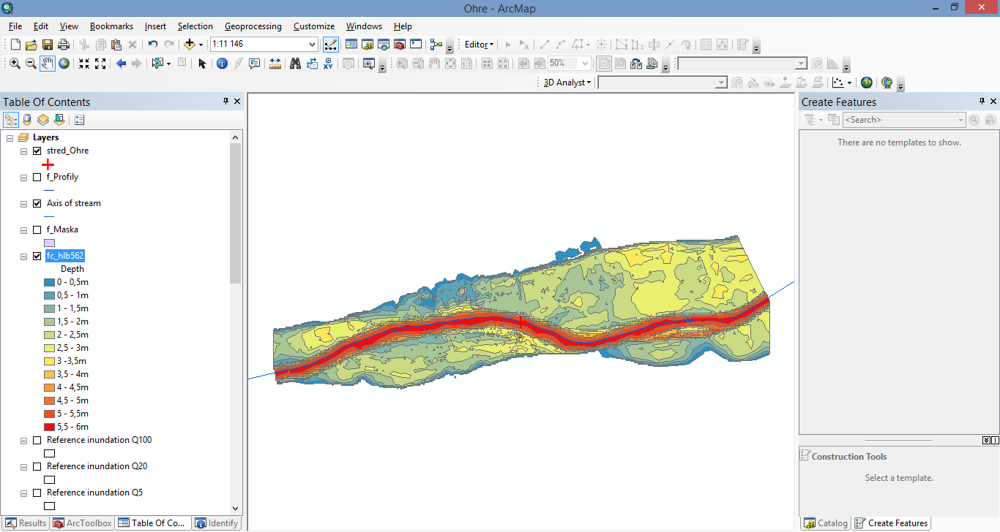 Ohre - ArcMap
File Edit View Bookmarks Insert Selection Geoprocessing Customize Windows Help
1:11 146
Editor
50%
3D Analyst
Table Of Contents
Layers
stred_Ohre
f_Profily
Axis of stream
f_Maska
fc_hlb562
Depth
0 - 0,5m
0,5 - 1m
1 - 1,5m
1,5 - 2m
2 - 2,5m
2,5 - 3m
3 -3,5m
3,5 - 4m
4 - 4,5m
4,5 - 5m
5 - 5,5m
5,5 - 6m
Reference inundation Q100
Reference inundation Q20
Reference inundation Q5
Results ArcToolbox Table Of Co... Identify
Create Features
<Search>
There are no templates to show.
Construction Tools
Select a template.
Catalog Create Features